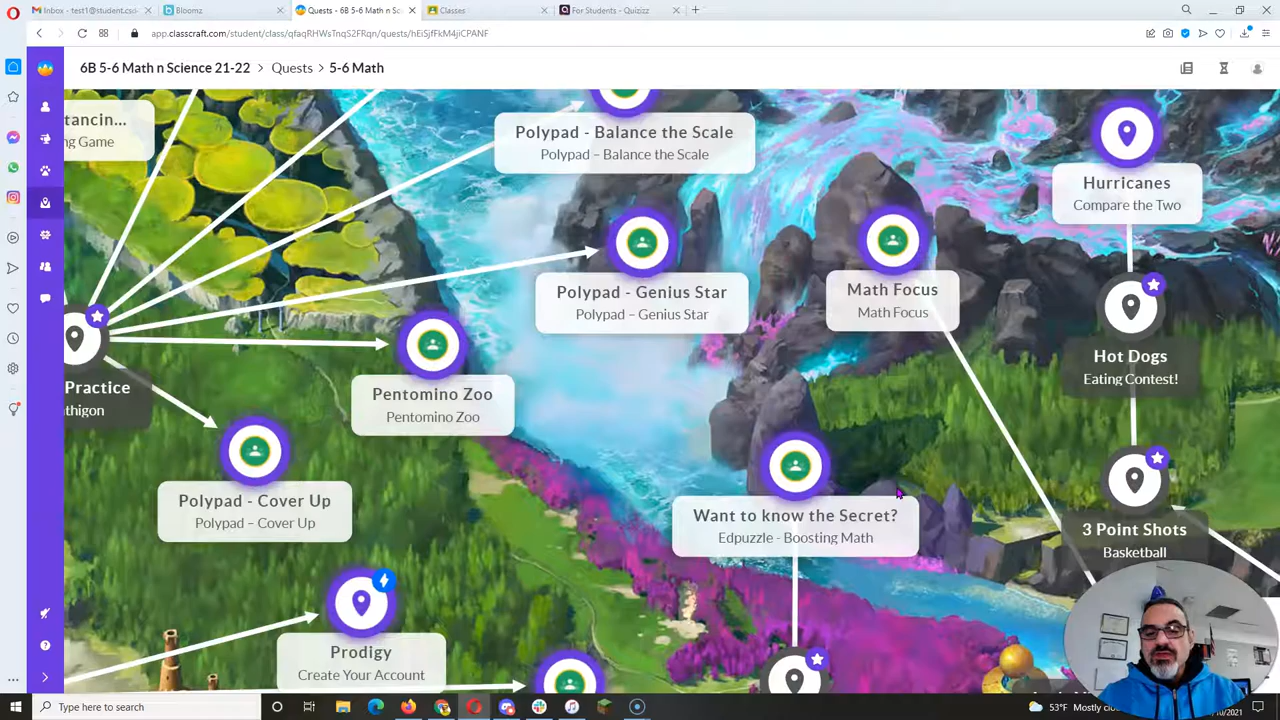 Inbox - test1@student.csd
Bloomz
Quests - 6B 5-6 Math n Sc
Classes
For Students - Quizizz
app.classcraft.com/student/class/qfaqRHWsTnqS2FRqn/quests/hEiSjfFkM4jiCPANF
6B 5-6 Math n Science 21-22 > Quests > 5-6 Math
tancin...
ng Game
Polypad - Balance the Scale
Polypad – Balance the Scale
Hurricanes
Compare the Two
Polypad - Genius Star
Polypad – Genius Star
Math Focus
Math Focus
Hot Dogs
Eating Contest!
Practice
thigon
Pentomino Zoo
Pentomino Zoo
Polypad - Cover Up
Polypad – Cover Up
Want to know the Secret?
Edpuzzle - Boosting Math
3 Point Shots
Basketball
Prodigy
Create Your Account
Type here to search
53°F Mostly clo
10/2021